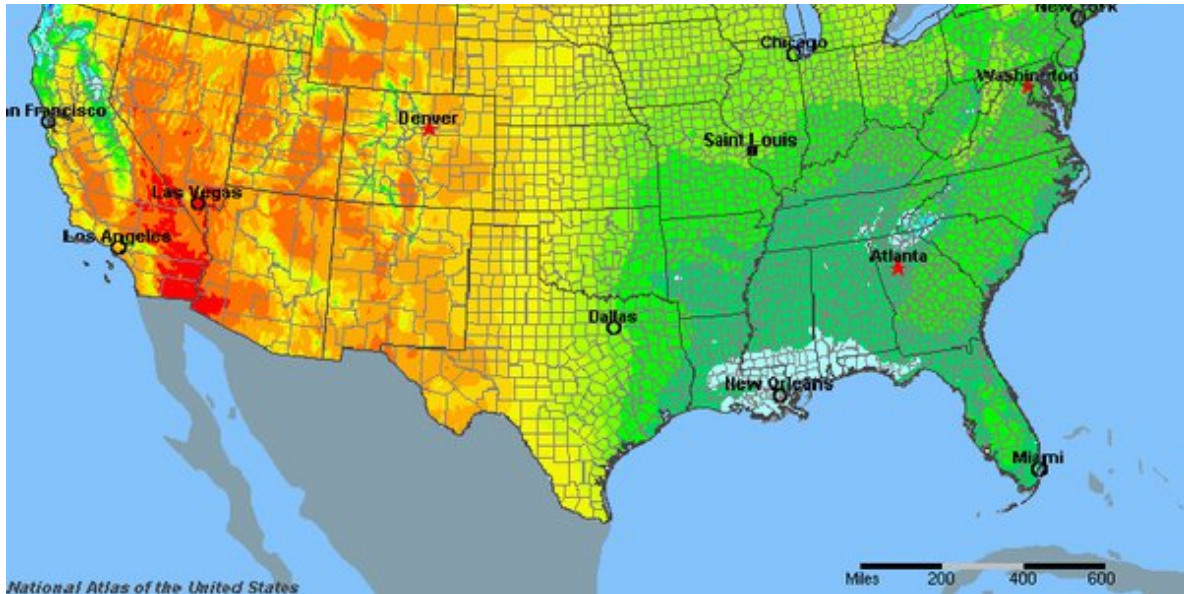 New York
Chicago
Washington
an Francisco
Denver
Saint Louis
Las Vegas
Los Angeles
Atlanta
Dallas
New Orleans
Miami
Miles 200 400 600
National Atlas of the United States